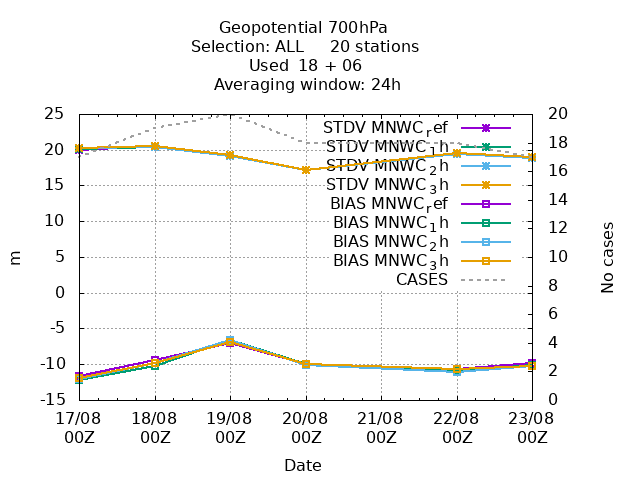 Geopotential 700hPa
Selection: ALL     20 stations
Used  18 + 06
Averaging window: 24h
25
20
15
10
5
0
-5
-10
-15
m
20
18
16
14
12
10
8
6
4
2
0
No cases
STDV MNWC_ref
STDV MNWC_1h
STDV MNWC_2h
STDV MNWC_3h
BIAS MNWC_ref
BIAS MNWC_1h
BIAS MNWC_2h
BIAS MNWC_3h
CASES
17/08 18/08 19/08 20/08 21/08 22/08 23/08
00Z 00Z 00Z 00Z 00Z 00Z 00Z
Date